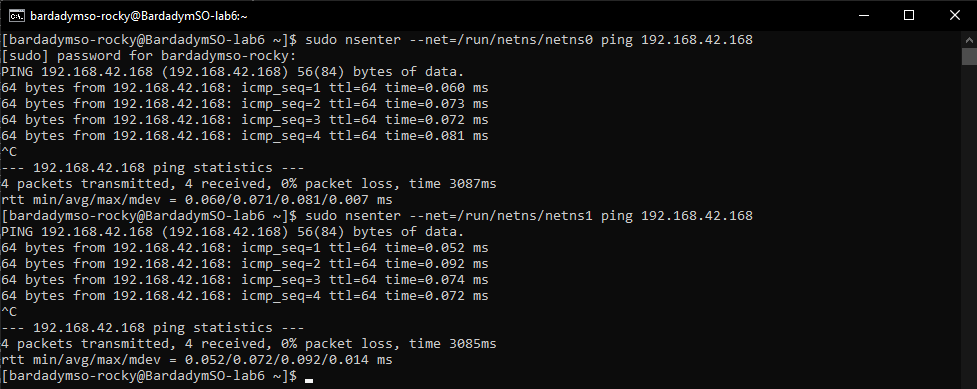 bardadymso-rocky@BardadymSO-lab6:~
[bardadymso-rocky@BardadymSO-lab6 ~]$ sudo nsenter --net=/run/netns/netns0 ping 192.168.42.168
[sudo] password for bardadymso-rocky:
PING 192.168.42.168 (192.168.42.168) 56(84) bytes of data.
64 bytes from 192.168.42.168: icmp_seq=1 ttl=64 time=0.060 ms
64 bytes from 192.168.42.168: icmp_seq=2 ttl=64 time=0.073 ms
64 bytes from 192.168.42.168: icmp_seq=3 ttl=64 time=0.072 ms
64 bytes from 192.168.42.168: icmp_seq=4 ttl=64 time=0.081 ms
^C
--- 192.168.42.168 ping statistics ---
4 packets transmitted, 4 received, 0% packet loss, time 3087ms
rtt min/avg/max/mdev = 0.060/0.071/0.081/0.007 ms
[bardadymso-rocky@BardadymSO-lab6 ~]$ sudo nsenter --net=/run/netns/netns1 ping 192.168.42.168
PING 192.168.42.168 (192.168.42.168) 56(84) bytes of data.
64 bytes from 192.168.42.168: icmp_seq=1 ttl=64 time=0.052 ms
64 bytes from 192.168.42.168: icmp_seq=2 ttl=64 time=0.092 ms
64 bytes from 192.168.42.168: icmp_seq=3 ttl=64 time=0.074 ms
64 bytes from 192.168.42.168: icmp_seq=4 ttl=64 time=0.072 ms
^C
--- 192.168.42.168 ping statistics ---
4 packets transmitted, 4 received, 0% packet loss, time 3085ms
rtt min/avg/max/mdev = 0.052/0.072/0.092/0.014 ms
[bardadymso-rocky@BardadymSO-lab6 ~]$